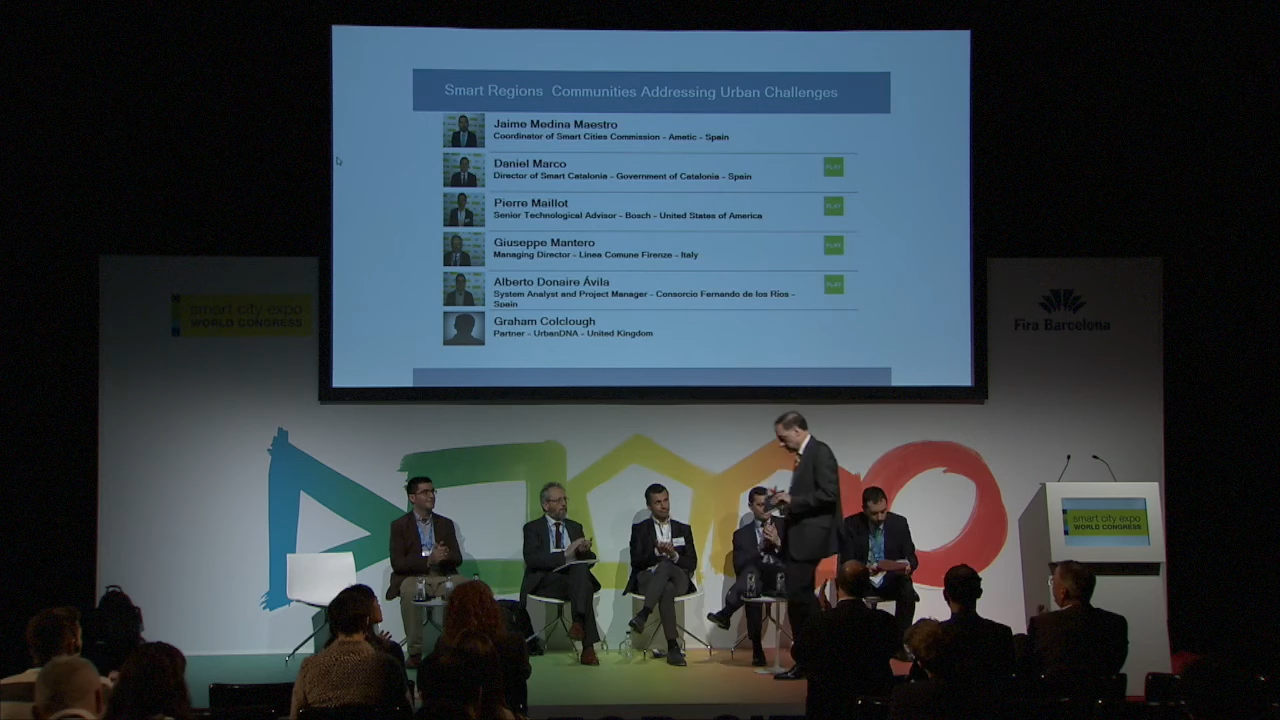 Smart Regions Communities Addressing Urban Challenges
Jaime Medina Maestro
Coordinator of Smart Cities Commission - Ametic - Spain
Daniel Marco
Director of Smart Catalonia - Government of Catalonia - Spain
PLAY
Pierre Maillot
Senior Technological Advisor - Bosch - United States of America
PLAY
Giuseppe Mantero
Managing Director - Linea Comune Firenze - Italy
PLAY
Alberto Donaire Ávila
System Analyst and Project Manager - Consorcio Fernando de los Ríos -
Spain
PLAY
Graham Colclough
Partner - UrbanDNA - United Kingdom
smart city expo
WORLD CONGRESS
Fira Barcelona
smart city expo
WORLD CONGRESS